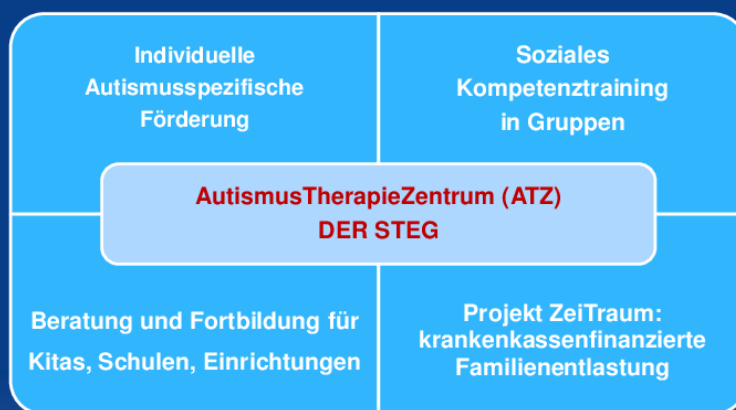 Individuelle
Autismusspezifische
Förderung
Soziales
Kompetenztraining
in Gruppen
AutismusTherapieZentrum (ATZ)
DER STEG
Beratung und Fortbildung für
Kitas, Schulen, Einrichtungen
Projekt ZeiTraum:
krankenkassenfinanzierte
Familienentlastung